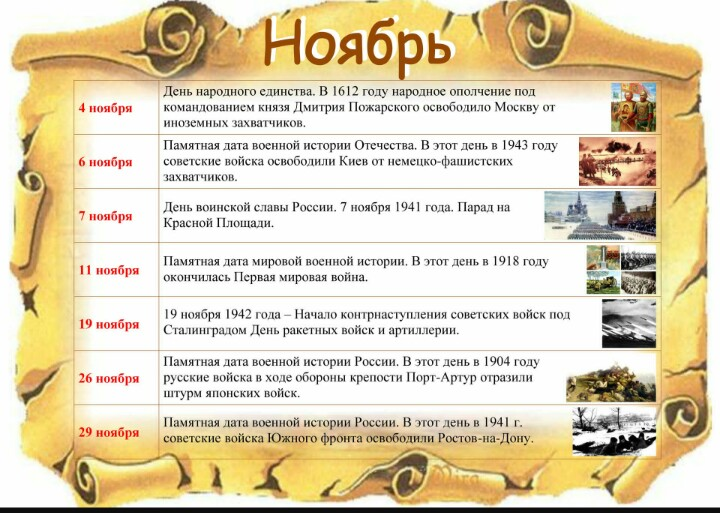 Ноябрь
4 ноября
День народного единства. В 1612 году народное ополчение под
командованием князя Дмитрия Пожарского освободило Москву от
иноземных захватчиков.
6 ноября
Памятная дата военной истории Отечества. В этот день в 1943 году
советские войска освободили Киев от немецко-фашистских
захватчиков.
7 ноября
День воинской славы России. 7 ноября 1941 года. Парад на
Красной Площади.
11 ноября
Памятная дата мировой военной истории. В этот день в 1918 году
окончилась Первая мировая война.
19 ноября
19 ноября 1942 года – Начало контрнаступления советских войск под
Сталинградом День ракетных войск и артиллерии.
26 ноября
Памятная дата военной истории России. В этот день в 1904 году
русские войска в ходе обороны крепости Порт-Артур отразили
штурм японских войск.
29 ноября
Памятная дата военной истории России. В этот день в 1941 г.
советские войска Южного фронта освободили Ростов-на-Дону.